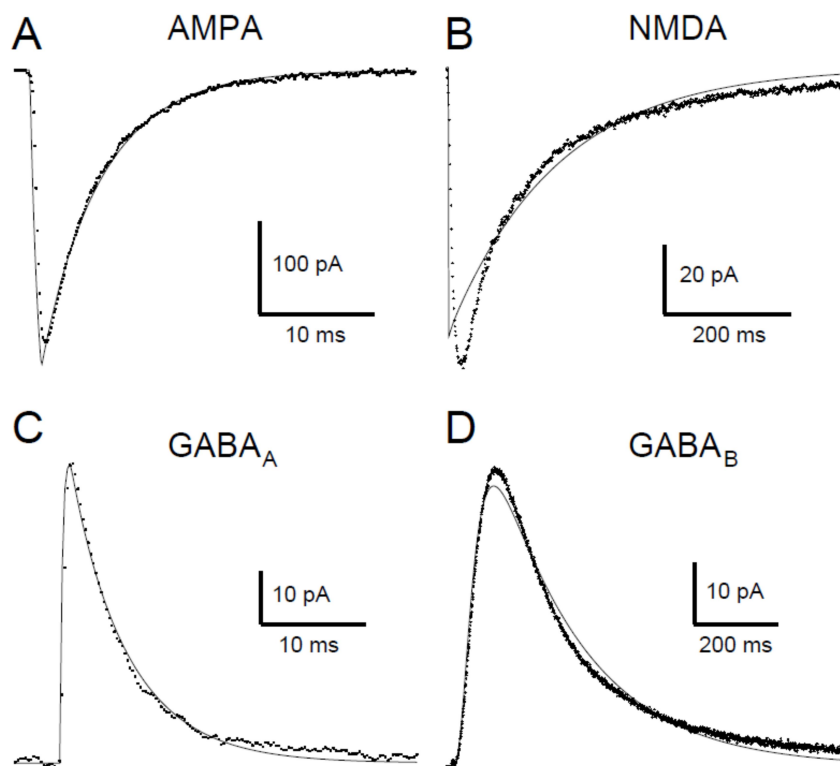 A AMPA
100 pA
10 ms
B NMDA
20 pA
200 ms
C GABA_A
10 pA
10 ms
D GABA_B
10 pA
200 ms